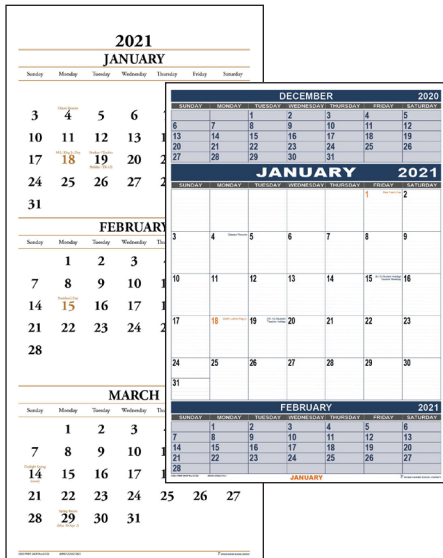 2021
JANUARY
Sunday Monday Tuesday Wednesday Friday Saturday
3 4 5 6
10 11 12 13
17 18 19 20
24 25 26 27
31
FEBRUARY
Sunday Monday Tuesday Wednesday
1 2 3
7 8 9 10
14 15 16 17
21 22 23 24
28
MARCH
Sunday Monday Tuesday Wednesday
1 2 3
7 8 9 10
14 15 16 17
21 22 23 24 25 26 27
28 29 30 31
DECEMBER 2020
SUNDAY MONDAY TUESDAY WEDNESDAY THURSDAY FRIDAY SATURDAY
1 2 3 4 5
6 7 8 9 10 11 12
13 14 15 16 17 18 19
20 21 22 23 24 25 26
27 28 29 30 31
JANUARY 2021
SUNDAY MONDAY TUESDAY WEDNESDAY THURSDAY FRIDAY SATURDAY
1 2
3 4 5 6 7 8 9
10 11 12 13 14 15 16
17 18 19 20 21 22 23
24 25 26 27 28 29 30
31
FEBRUARY 2021
SUNDAY MONDAY TUESDAY WEDNESDAY THURSDAY FRIDAY SATURDAY
1 2 3 4 5 6
7 8 9 10 11 12 13
14 15 16 17 18 19 20
21 22 23 24 25 26 27
28
JANUARY